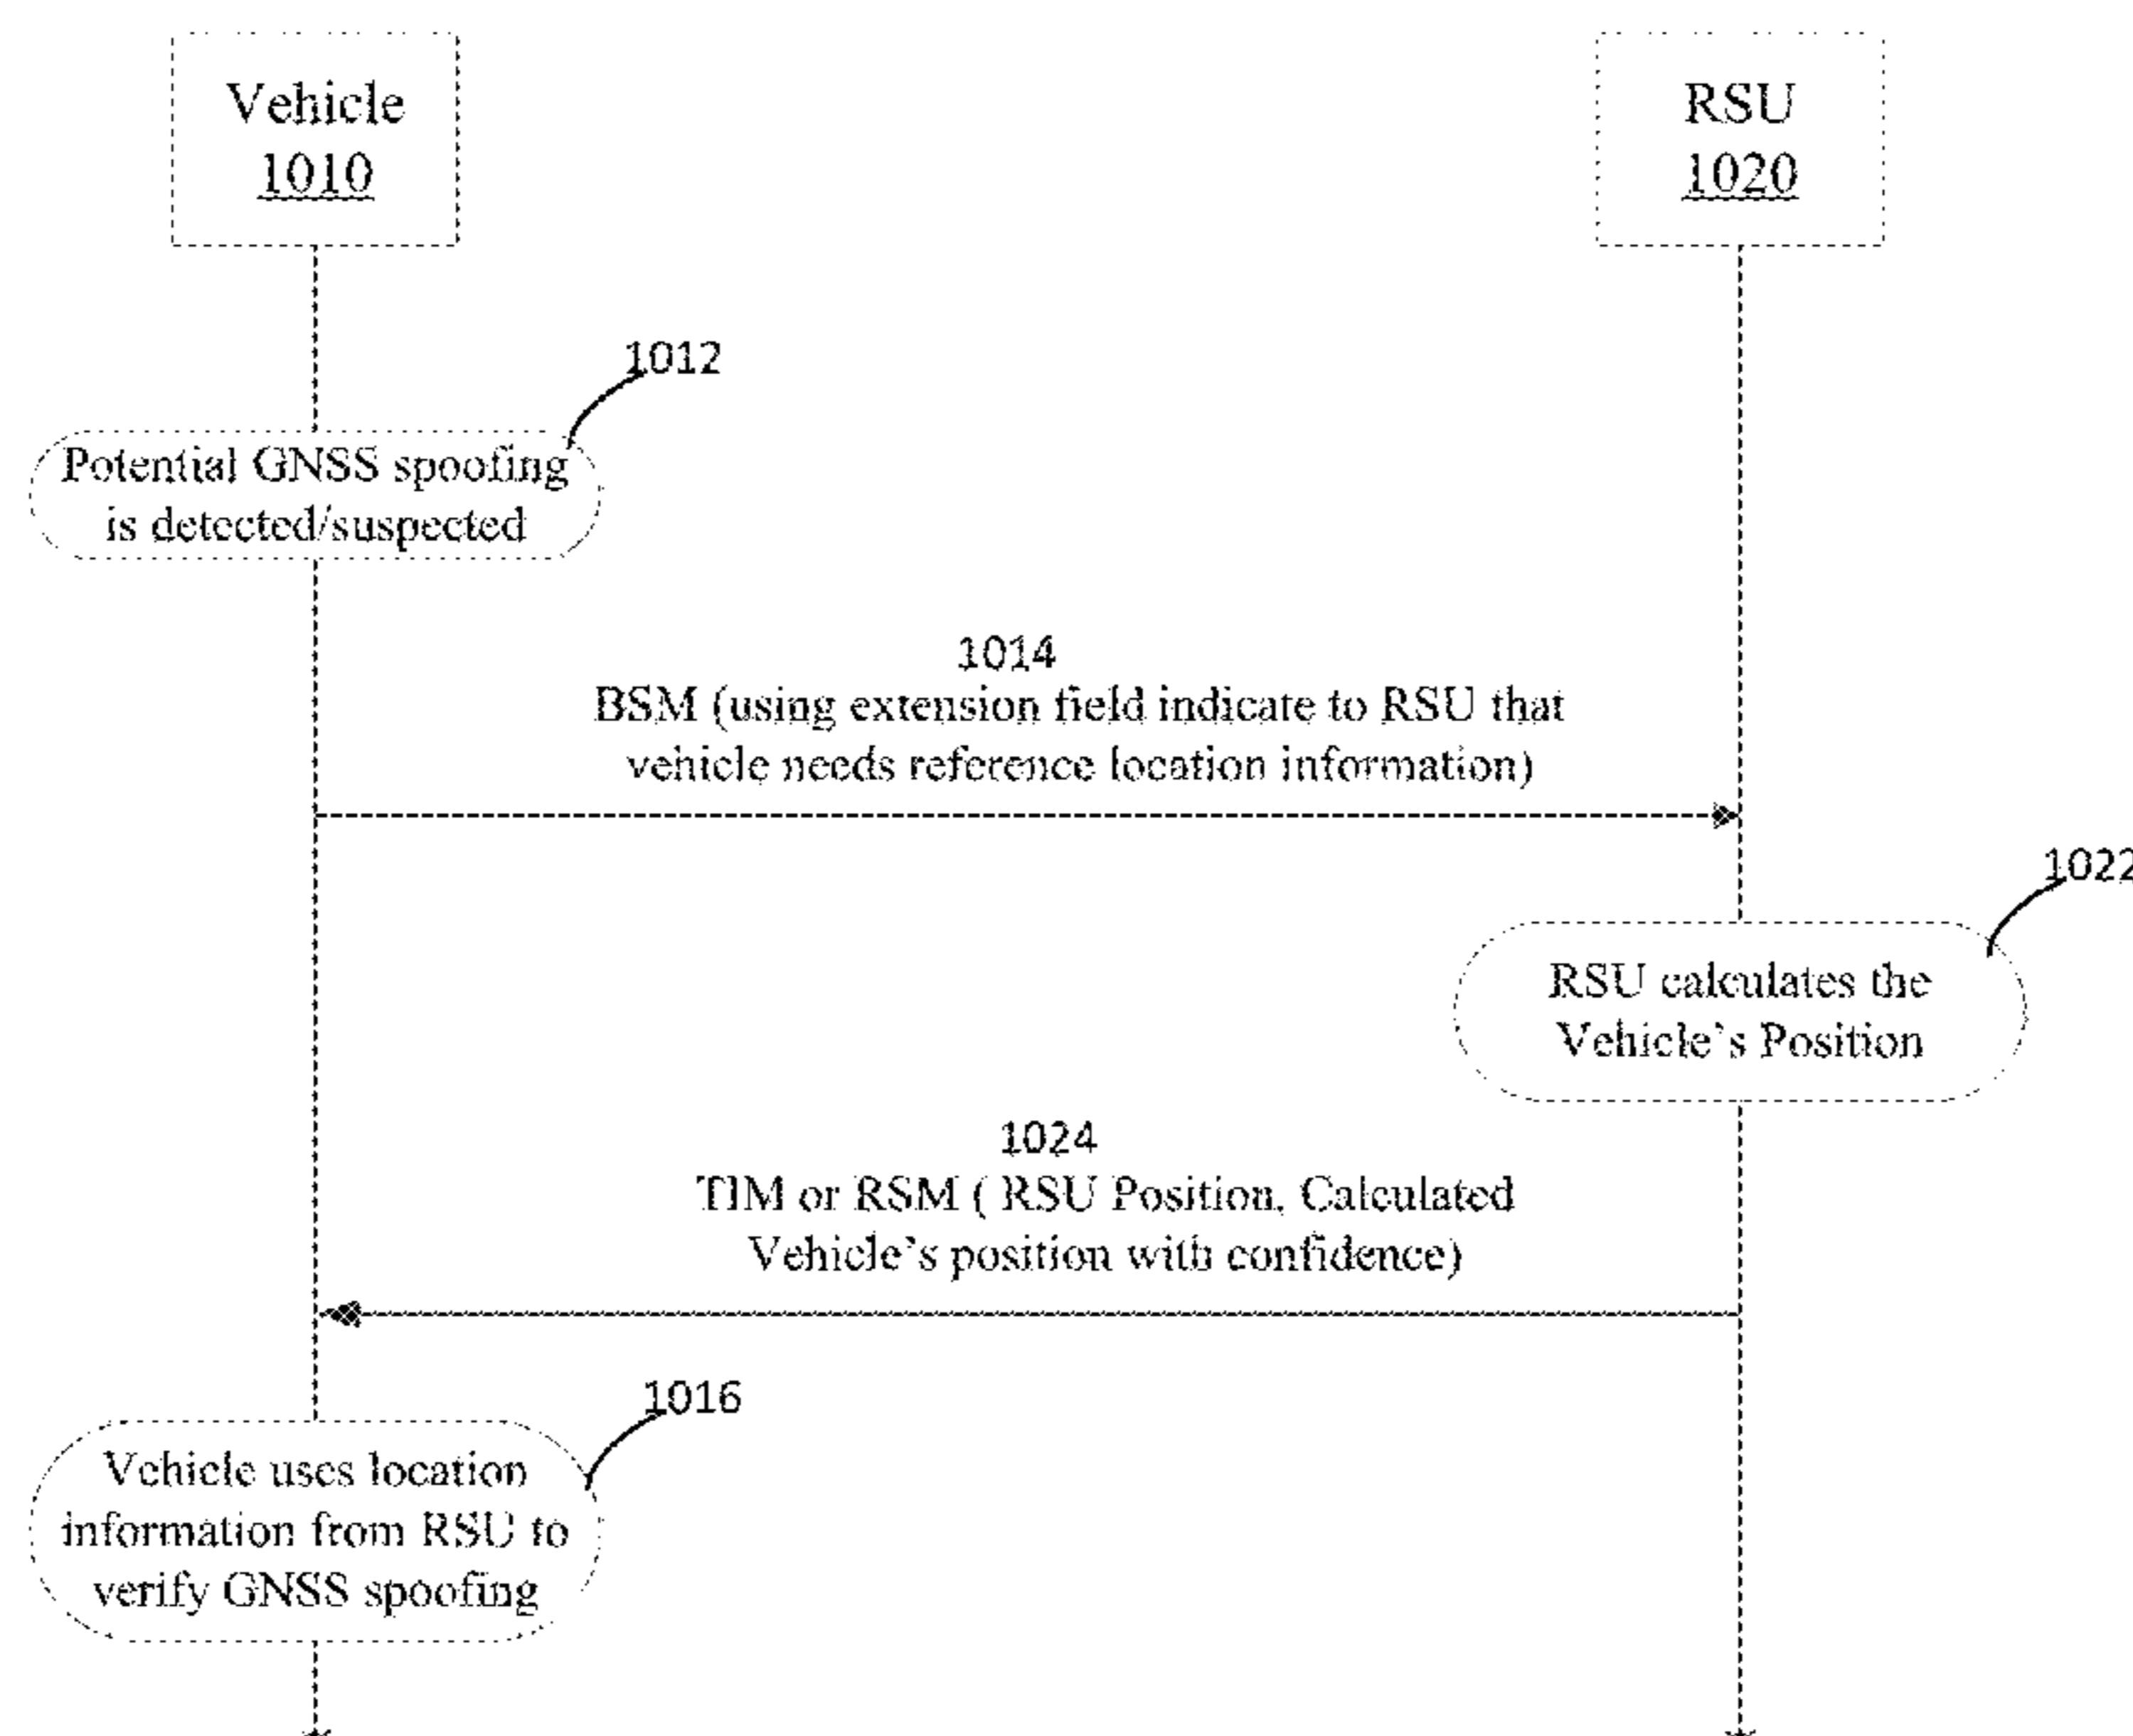 Vehicle
1010
RSU
1020
1012
Potential GNSS spoofing
is detected/suspected
1014
BSM (using extension field indicate to RSU that
vehicle needs reference location information)
1022
RSU calculates the
Vehicle's Position
1024
TIM or RSM ( RSU Position, Calculated
Vehicle's position with confidence)
1016
Vehicle uses location
information from RSU to
verify GNSS spoofing